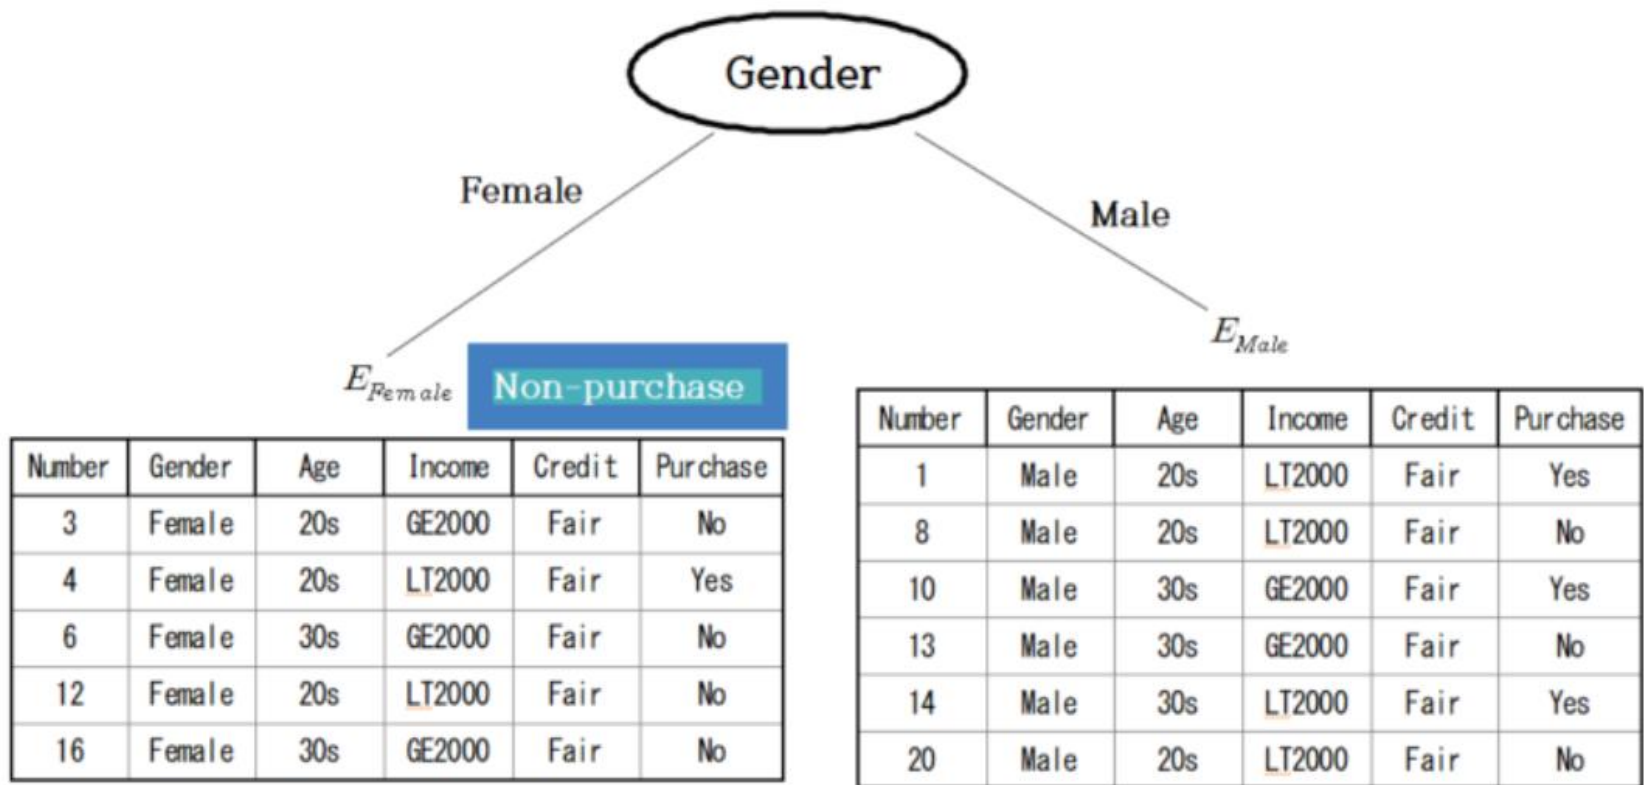 Gender
Female
Male
E_Female
Non-purchase
E_Male
Number Gender Age Income Credit Purchase
3 Female 20s GE2000 Fair No
4 Female 20s LT2000 Fair Yes
6 Female 30s GE2000 Fair No
12 Female 20s LT2000 Fair No
16 Female 30s GE2000 Fair No
Number Gender Age Income Credit Purchase
1 Male 20s LT2000 Fair Yes
8 Male 20s LT2000 Fair No
10 Male 30s GE2000 Fair Yes
13 Male 30s GE2000 Fair No
14 Male 30s LT2000 Fair Yes
20 Male 20s LT2000 Fair No